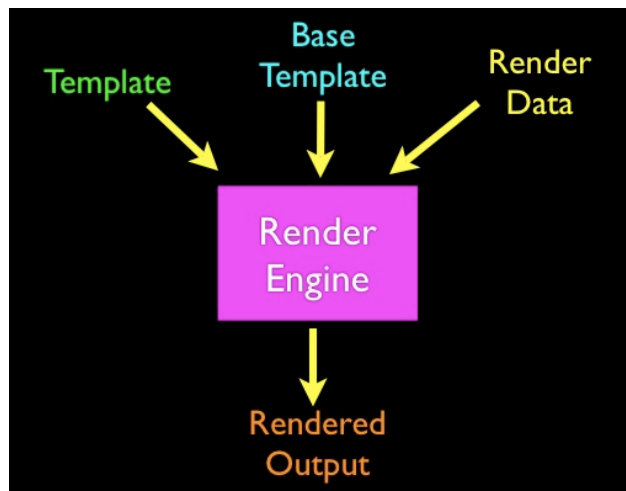 Template
Base
Template
Render
Data
Render
Engine
Rendered
Output